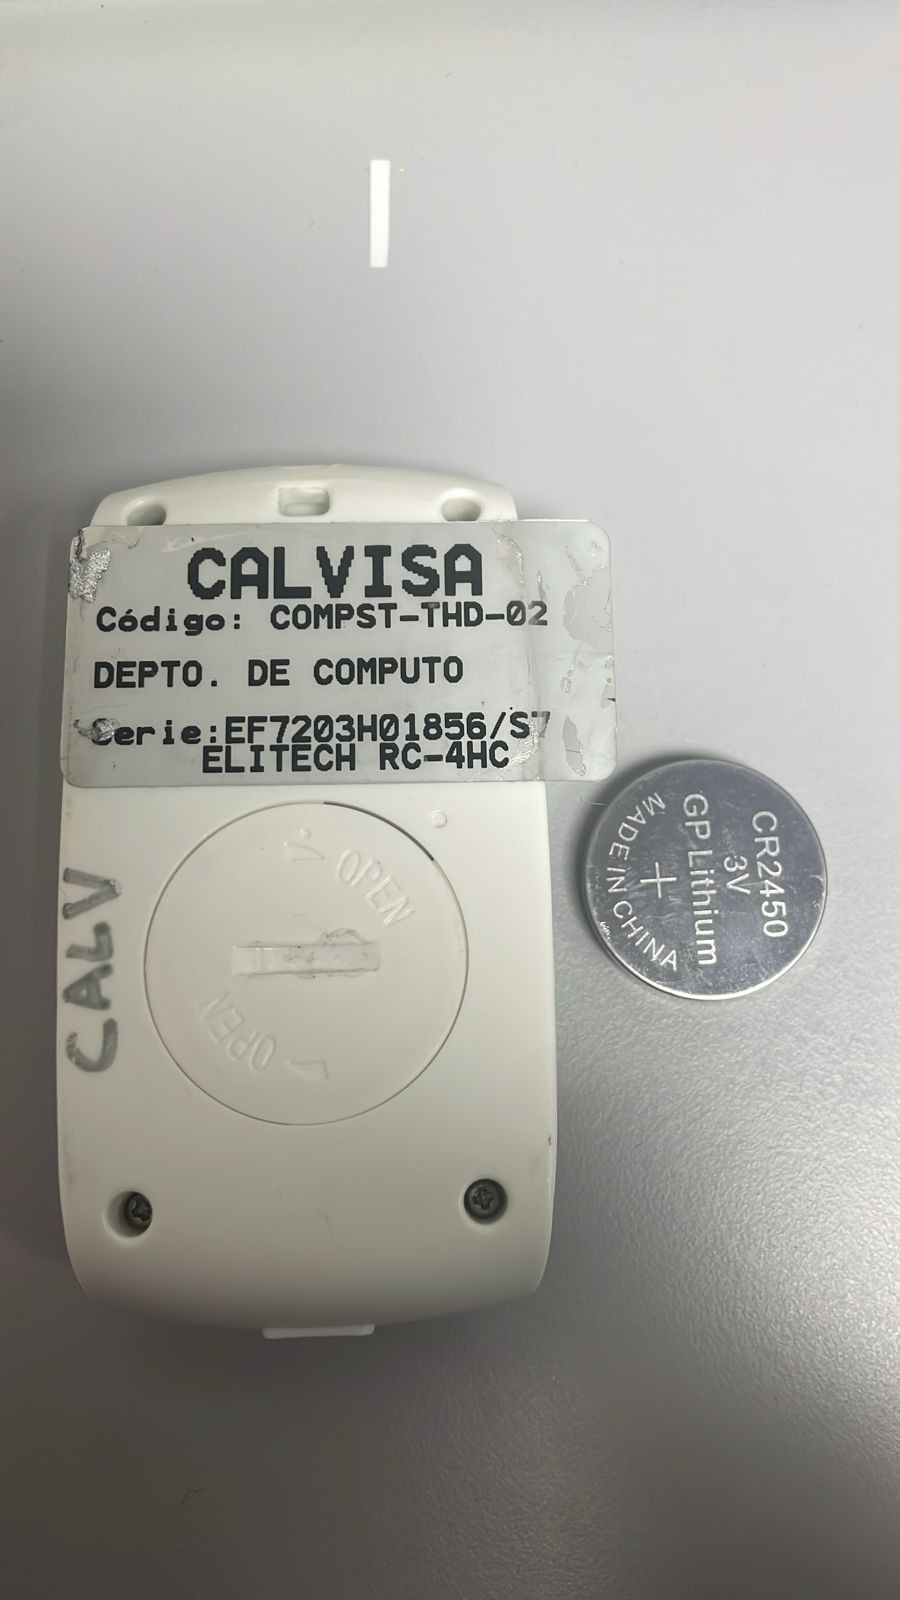 CALVISA
Código: COMPST-THD-02
DEPTO. DE COMPUTO
Serie:EF7203H01856/S7
ELITECH RC-4HC
OPEN
OPEN
CALV
CR2450
3V
GP Lithium
+
MADE IN CHINA